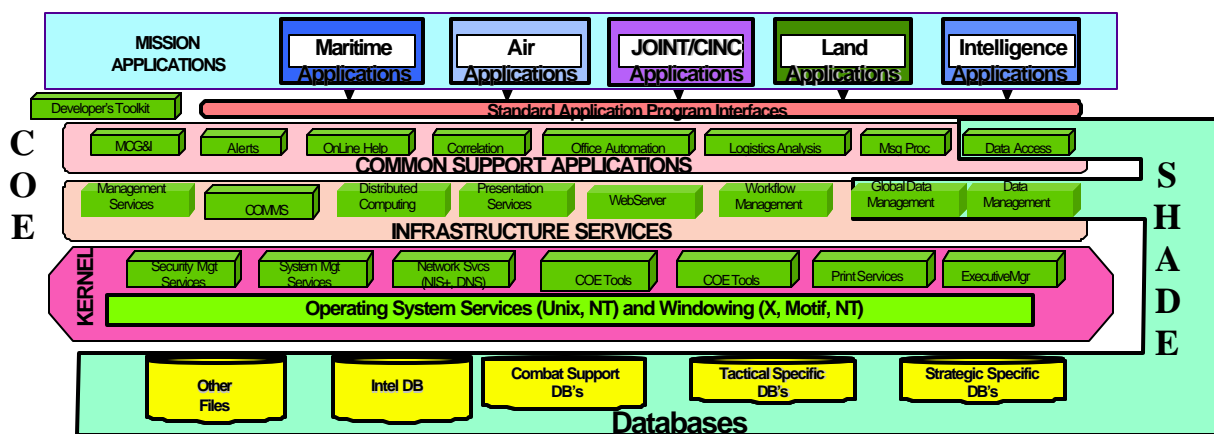 MISSION
APPLICATIONS
Maritime
Applications
Air
Applications
JOINT/CINC
Applications
Land
Applications
Intelligence
Applications
Developer's Toolkit
Standard Application Program Interfaces
COE
MCG&I
Alerts
OnLine Help
Correlation
Office Automation
Logistics Analysis
Msg Proc
Data Access
COMMON SUPPORT APPLICATIONS
Management
Services
COMMS
Distributed
Computing
Presentation
Services
WebServer
Workflow
Management
Global Data
Management
Data
Management
INFRASTRUCTURE SERVICES
SHADE
KERNEL
Security Mgt
Services
System Mgt
Services
Network Svcs
(NIS+, DNS)
COE Tools
COE Tools
Print Services
ExecutiveMgr
Operating System Services (Unix, NT) and Windowing (X, Motif, NT)
Other
Files
Intel DB
Combat Support
DB's
Tactical Specific
DB's
Strategic Specific
DB's
Databases